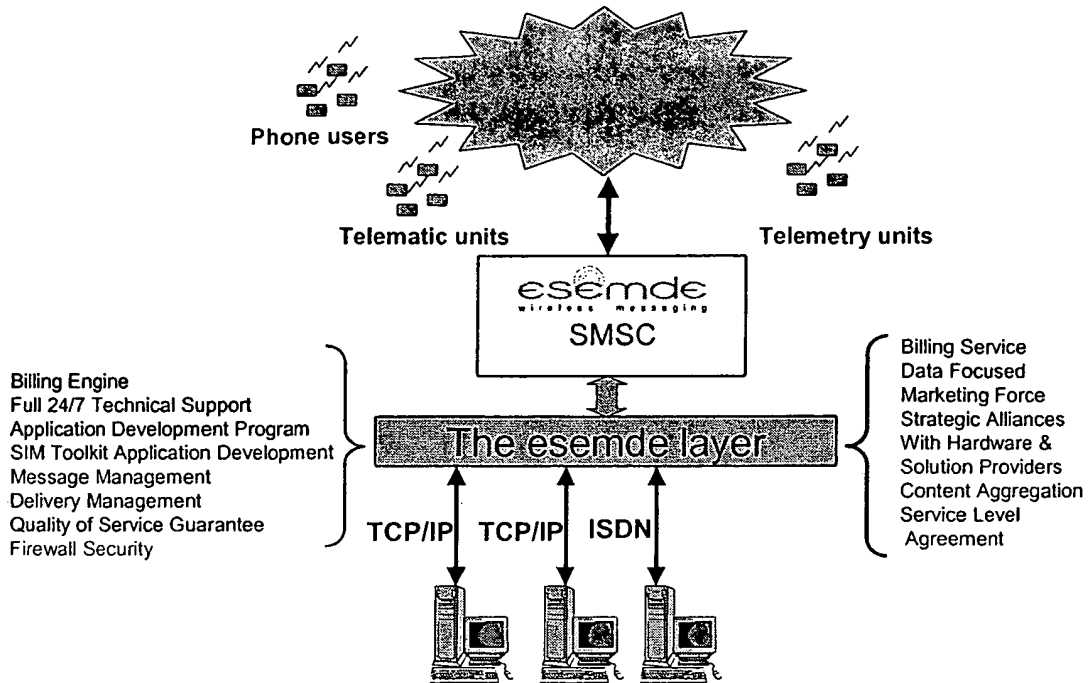 Phone users
Telematic units
Telemetry units
esemde
wireless messaging
SMSC
Billing Engine
Full 24/7 Technical Support
Application Development Program
SIM Toolkit Application Development
Message Management
Delivery Management
Quality of Service Guarantee
Firewall Security
The esemde layer
Billing Service
Data Focused
Marketing Force
Strategic Alliances
With Hardware &
Solution Providers
Content Aggregation
Service Level
Agreement
TCP/IP
TCP/IP
ISDN